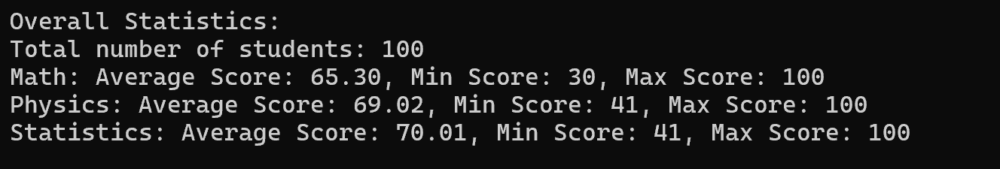 Overall Statistics:
Total number of students: 100
Math: Average Score: 65.30, Min Score: 30, Max Score: 100
Physics: Average Score: 69.02, Min Score: 41, Max Score: 100
Statistics: Average Score: 70.01, Min Score: 41, Max Score: 100